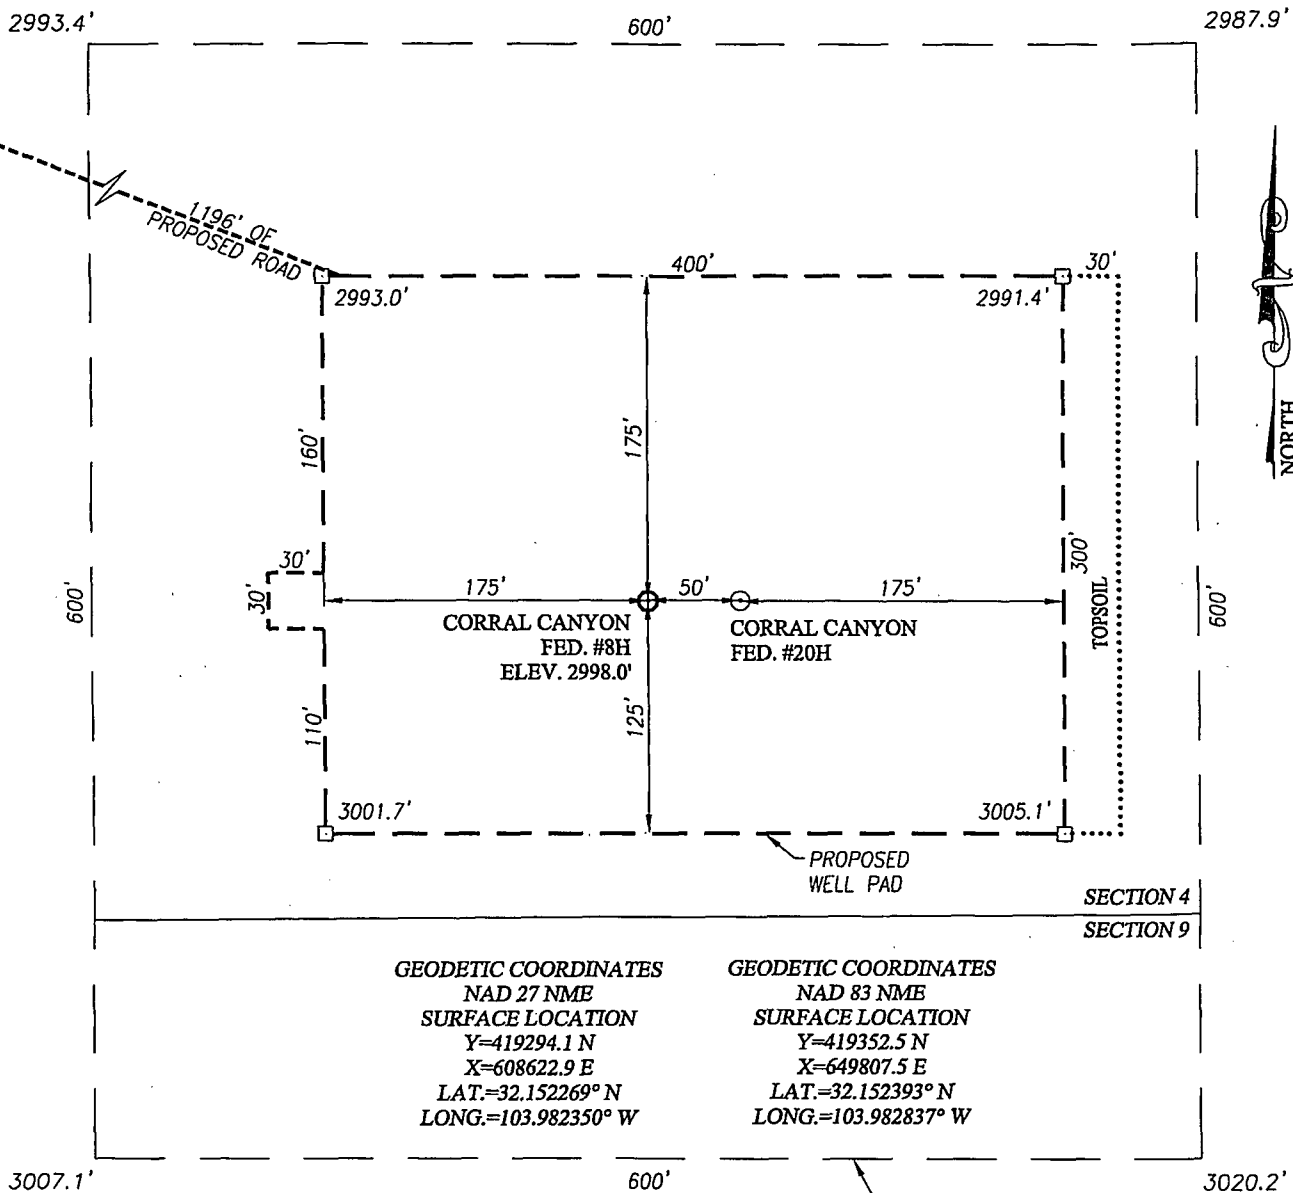 2993.4'
600'
2987.9'
1196' OF
PROPOSED ROAD
400'
30'
2993.0'
2991.4'
NORTH
175'
160'
30'
30'
175'
50'
175'
300'
TOPSOIL
600'
600'
CORRAL CANYON
FED. #8H
ELEV. 2998.0'
CORRAL CANYON
FED. #20H
110'
125'
3001.7'
3005.1'
PROPOSED
WELL PAD
SECTION 4
SECTION 9
GEODETIC COORDINATES
NAD 27 NME
SURFACE LOCATION
Y=419294.1 N
X=608622.9 E
LAT.=32.152269° N
LONG.=103.982350° W
GEODETIC COORDINATES
NAD 83 NME
SURFACE LOCATION
Y=419352.5 N
X=649807.5 E
LAT.=32.152393° N
LONG.=103.982837° W
3007.1'
600'
3020.2'